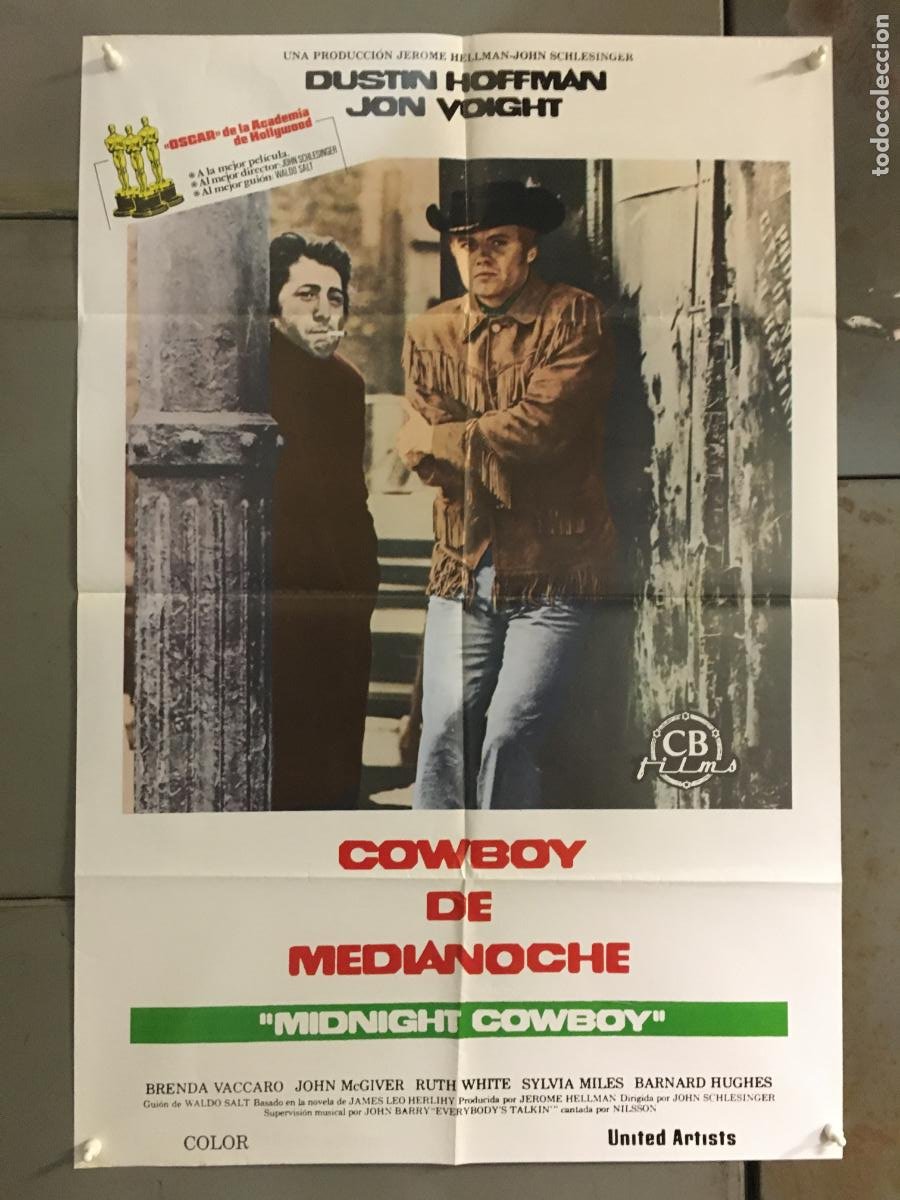 UNA PRODUCCIÓN JEROME HELLMAN-JOHN SCHLESINGER
DUSTIN HOFFMAN
JON VOIGHT
«OSCAR» de la Academia
de Hollywood
* A la mejor película.
* Al mejor director: JOHN SCHLESINGER
* Al mejor guión: WALDO SALT
CB
films
COWBOY
DE
MEDIANOCHE
"MIDNIGHT COWBOY"
BRENDA VACCARO JOHN McGIVER RUTH WHITE SYLVIA MILES BARNARD HUGHES
Guión de WALDO SALT Basado en la novela de JAMES LEO HERLIHY Producida por JEROME HELLMAN Dirigida por JOHN SCHLESINGER
Supervisión musical por JOHN BARRY "EVERYBODY'S TALKIN'" cantada por NILSSON
COLOR
United Artists
todocoleccion